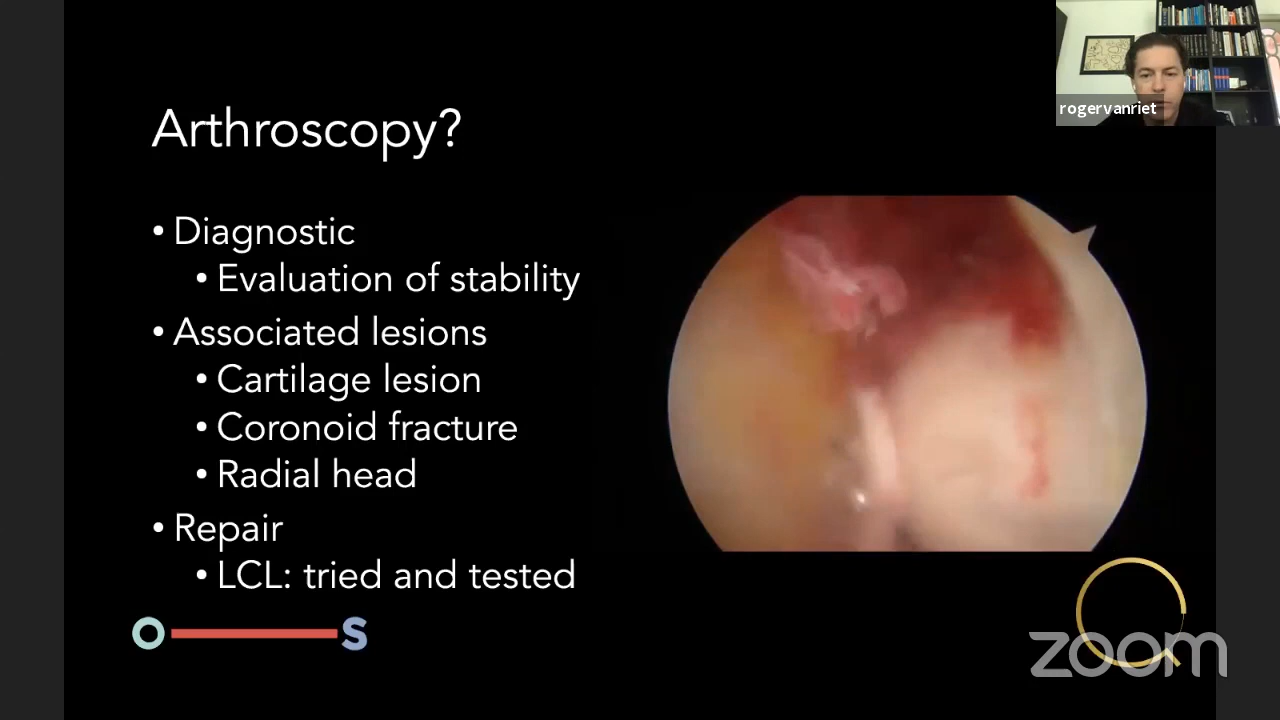 rogervanriet
Arthroscopy?
• Diagnostic
• Evaluation of stability
• Associated lesions
• Cartilage lesion
• Coronoid fracture
• Radial head
• Repair
• LCL: tried and tested
O S
zoom